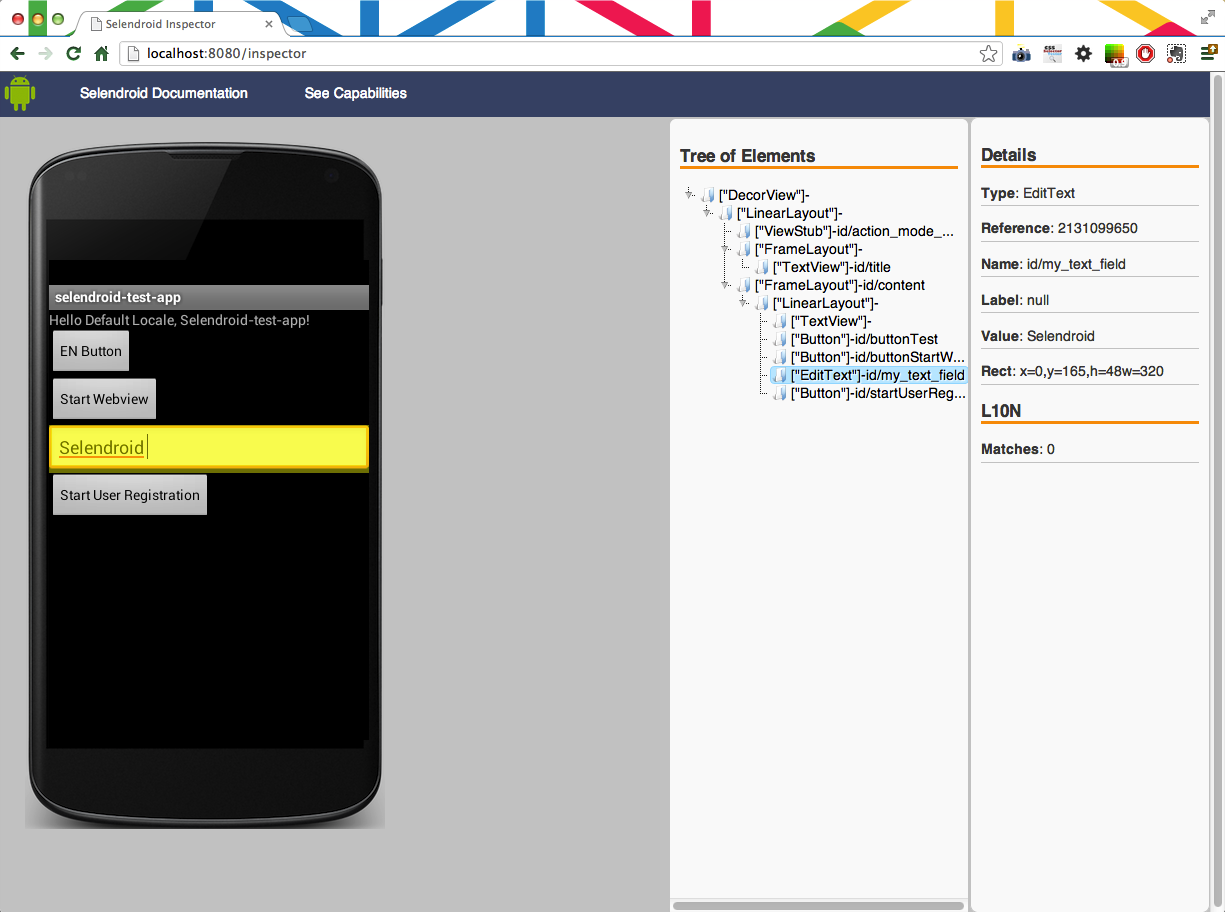 Selendroid Inspector
localhost:8080/inspector
Selendroid Documentation
See Capabilities
selendroid-test-app
Hello Default Locale, Selendroid-test-app!
EN Button
Start Webview
Selendroid
Start User Registration
Tree of Elements
["DecorView"]-
["LinearLayout"]-
["ViewStub"]-id/action_mode_...
["FrameLayout"]-
["TextView"]-id/title
["FrameLayout"]-id/content
["LinearLayout"]-
["TextView"]-
["Button"]-id/buttonTest
["Button"]-id/buttonStartW...
["EditText"]-id/my_text_field
["Button"]-id/startUserReg...
Details
Type: EditText
Reference: 2131099650
Name: id/my_text_field
Label: null
Value: Selendroid
Rect: x=0,y=165,h=48w=320
L10N
Matches: 0